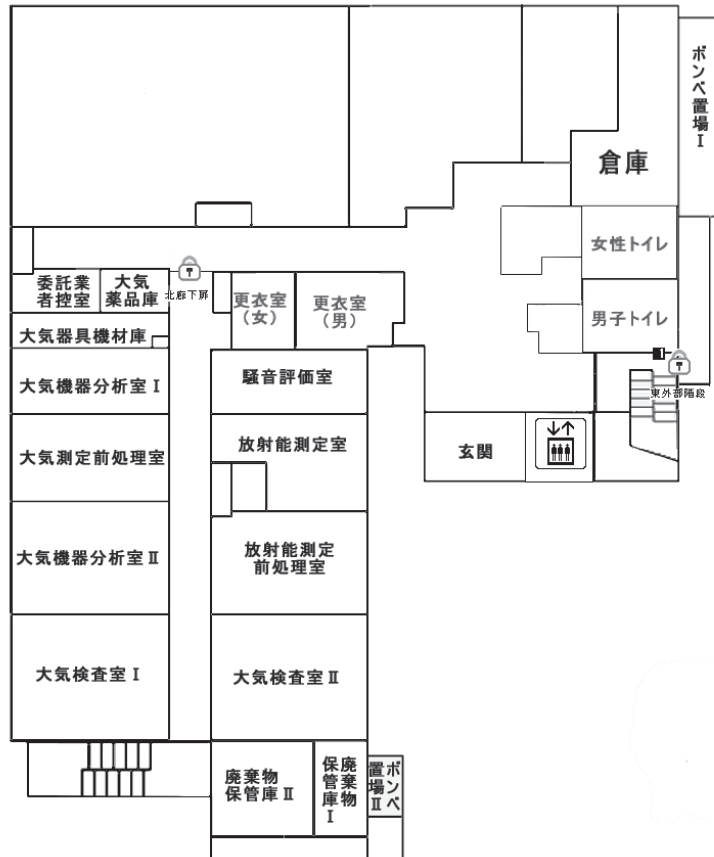 ボンベ置場Ⅰ
倉庫
女性トイレ
委託業
者控室
大気
薬品庫
北廊下扉
更衣室
(女)
更衣室
(男)
男子トイレ
大気器具機材庫
東外部階段
大気機器分析室Ⅰ
騒音評価室
大気測定前処理室
放射能測定室
玄関
大気機器分析室Ⅱ
放射能測定
前処理室
大気検査室Ⅰ
大気検査室Ⅱ
廃棄物
保管庫Ⅱ
廃棄物
保管庫Ⅰ
ボンベ
置場Ⅱ